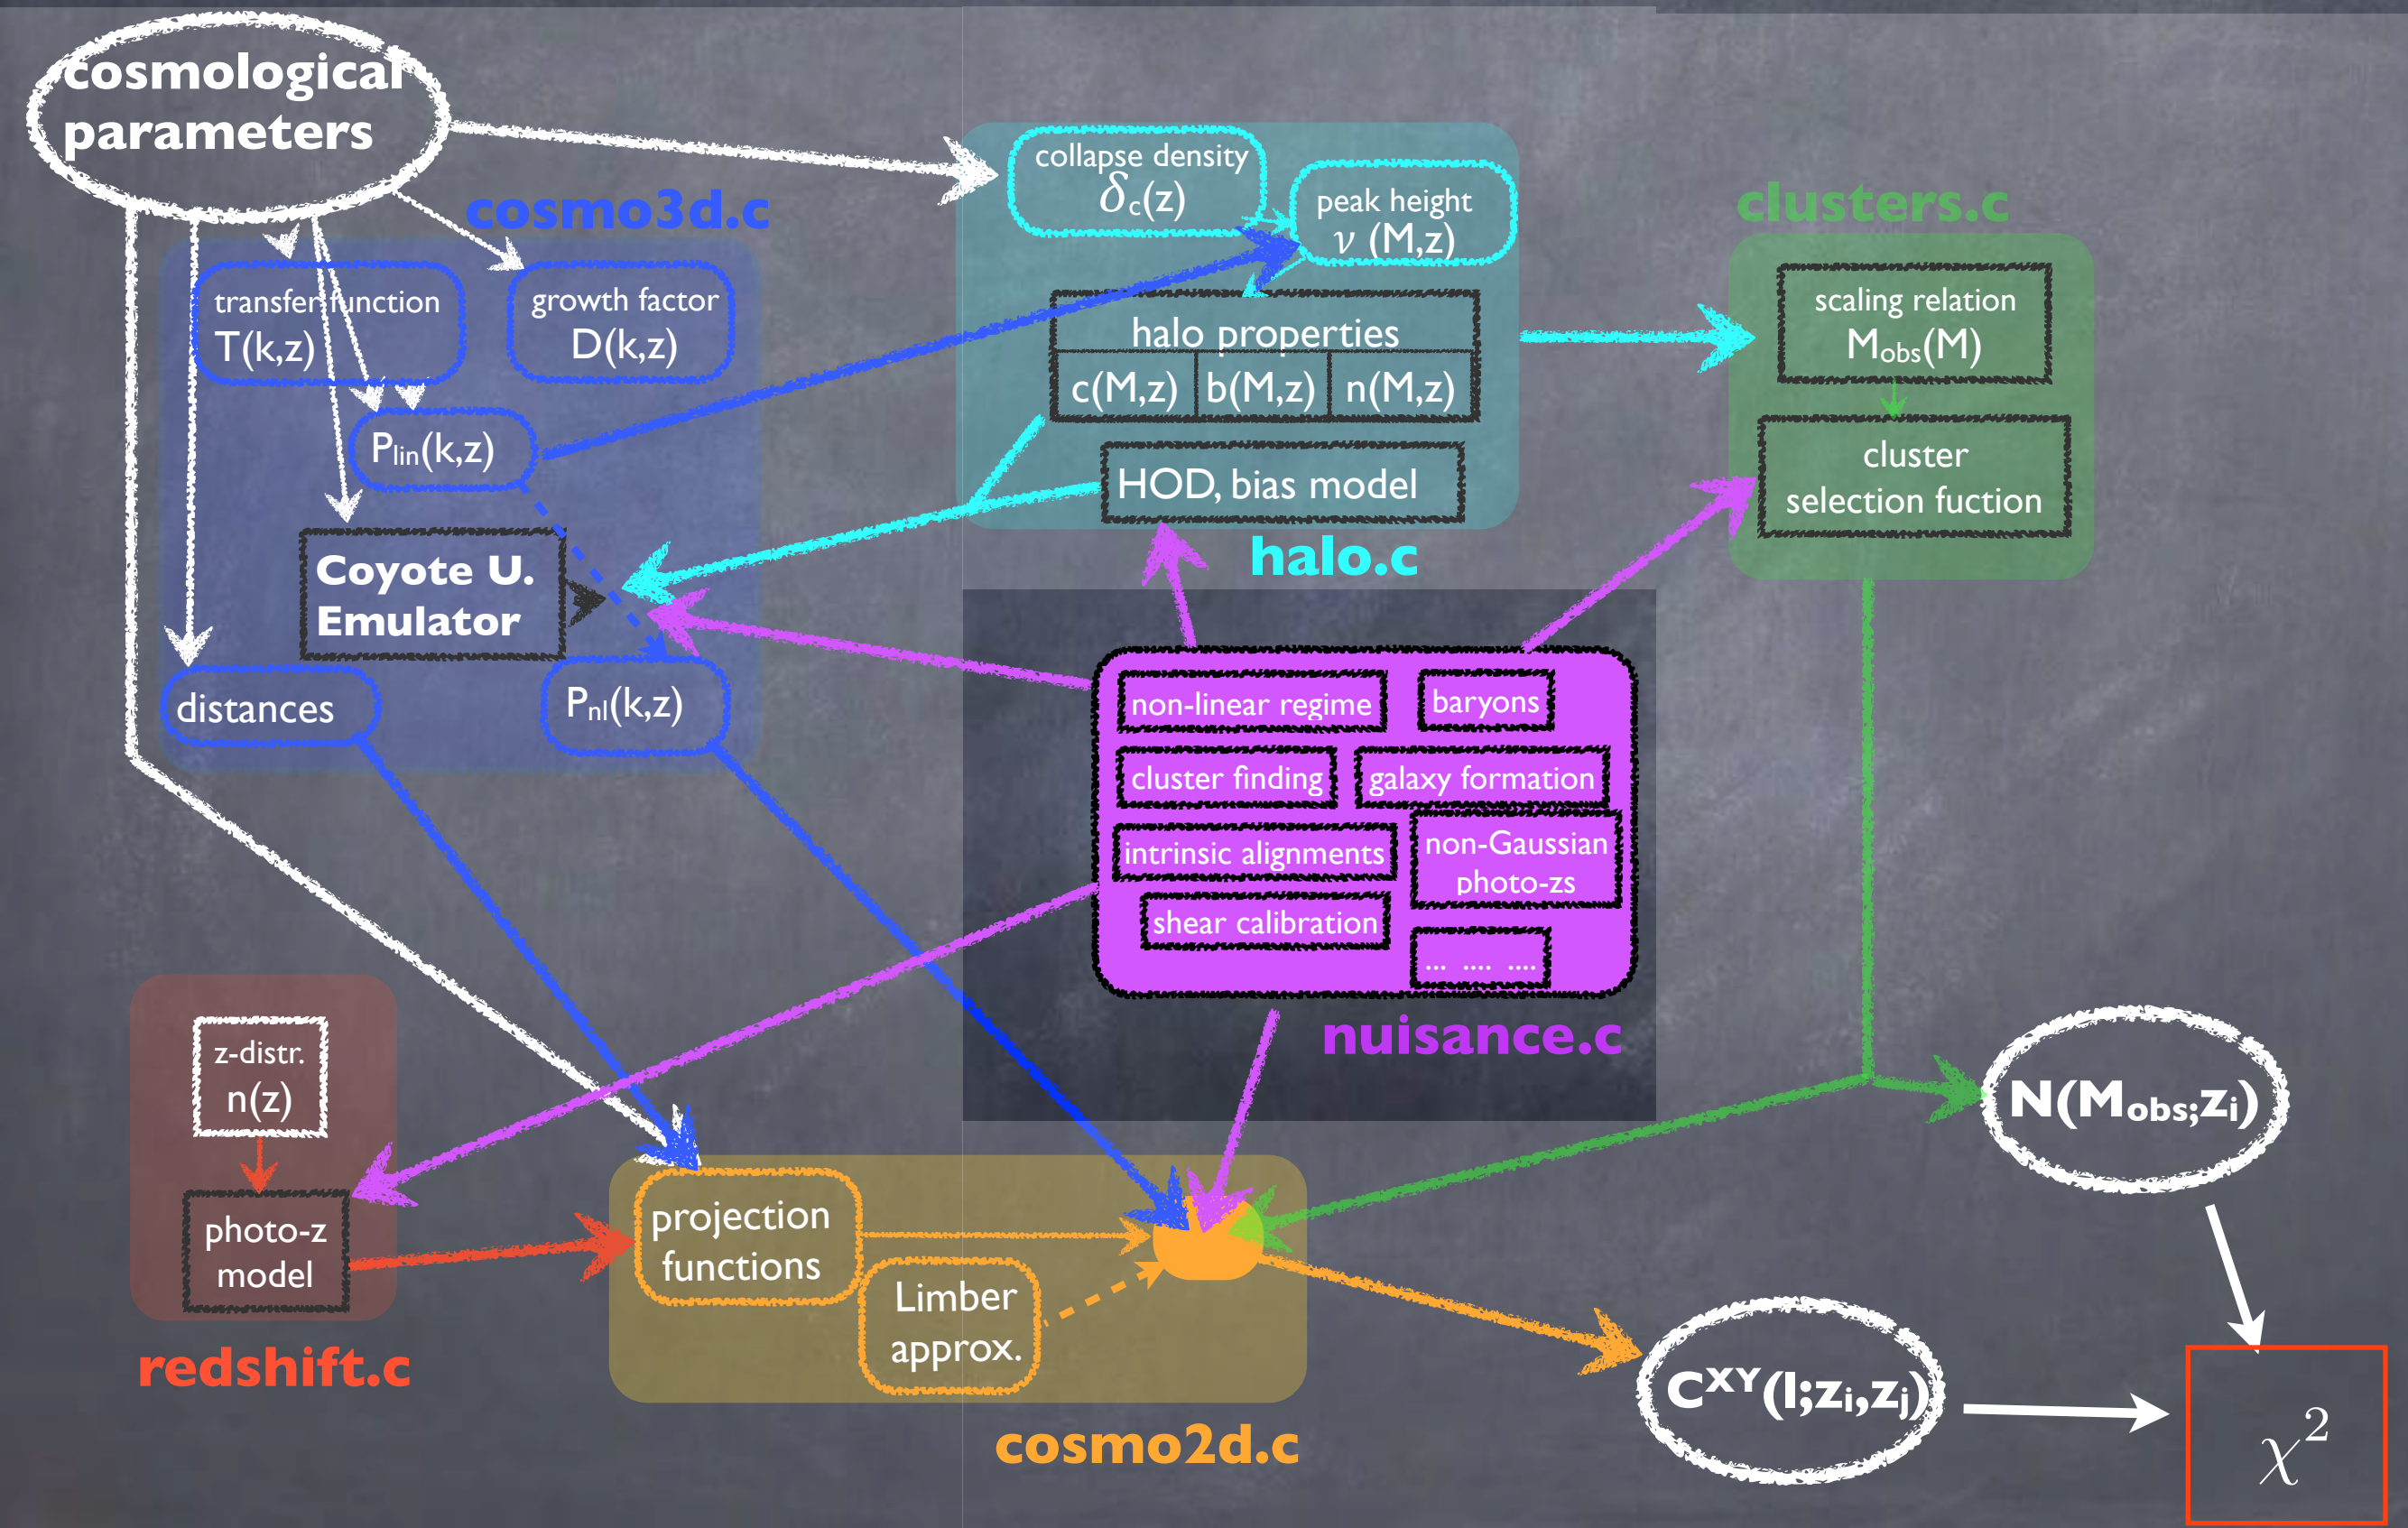 cosmological
parameters
cosmo3d.c
transfer function
T(k,z)
growth factor
D(k,z)
Plin(k,z)
Coyote U.
Emulator
distances
Pnl(k,z)
collapse density
δc(z)
peak height
ν (M,z)
halo properties
c(M,z) b(M,z) n(M,z)
HOD, bias model
halo.c
clusters.c
scaling relation
Mobs(M)
cluster
selection fuction
non-linear regime
baryons
cluster finding
galaxy formation
intrinsic alignments
non-Gaussian
photo-zs
shear calibration
... .... ....
nuisance.c
z-distr.
n(z)
photo-z
model
redshift.c
projection
functions
Limber
approx.
cosmo2d.c
N(Mobs;zi)
CXY(l;zi,zj)
χ2